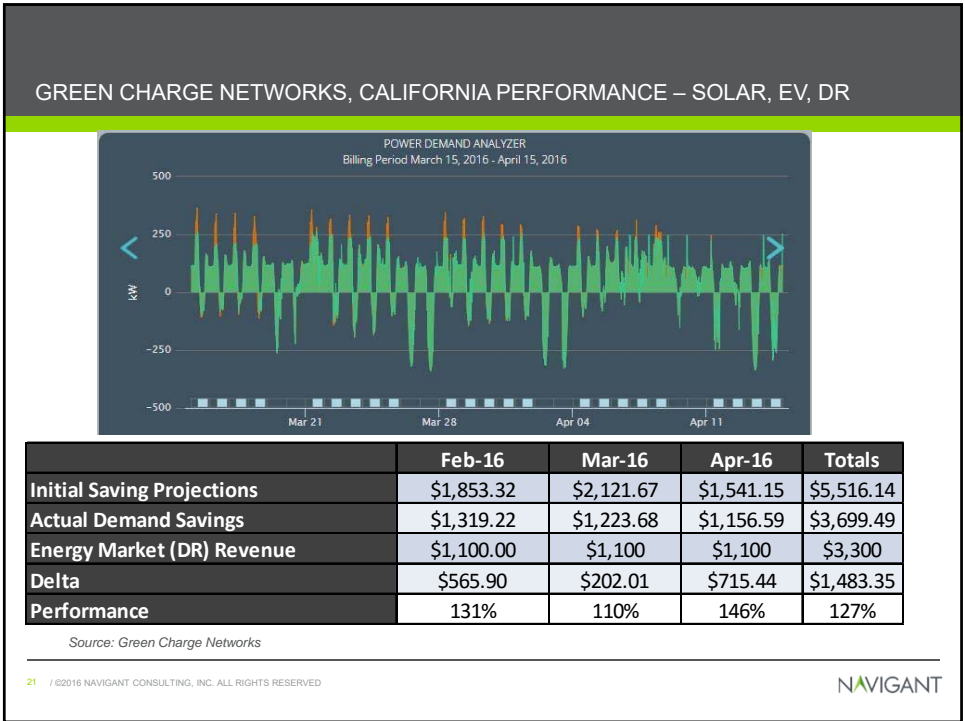 GREEN CHARGE NETWORKS, CALIFORNIA PERFORMANCE – SOLAR, EV, DR
POWER DEMAND ANALYZER
Billing Period March 15, 2016 - April 15, 2016
500
250
kW
0
−250
−500
Mar 21 Mar 28 Apr 04 Apr 11
Feb-16 Mar-16 Apr-16 Totals
Initial Saving Projections $1,853.32 $2,121.67 $1,541.15 $5,516.14
Actual Demand Savings $1,319.22 $1,223.68 $1,156.59 $3,699.49
Energy Market (DR) Revenue $1,100.00 $1,100 $1,100 $3,300
Delta $565.90 $202.01 $715.44 $1,483.35
Performance 131% 110% 146% 127%
Source: Green Charge Networks
21 / ©2016 NAVIGANT CONSULTING, INC. ALL RIGHTS RESERVED
NAVIGANT